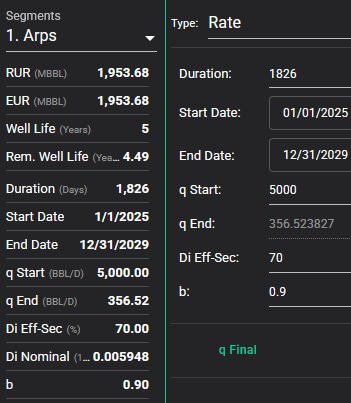 Segments
1. Arps
RUR (MBBL) 1,953.68
EUR (MBBL) 1,953.68
Well Life (Years) 5
Rem. Well Life (Yea... 4.49
Duration (Days) 1,826
Start Date 1/1/2025
End Date 12/31/2029
q Start (BBL/D) 5,000.00
q End (BBL/D) 356.52
Di Eff-Sec (%) 70.00
Di Nominal (1... 0.005948
b 0.90
Type: Rate
Duration: 1826
Start Date: 01/01/2025
End Date: 12/31/2029
q Start: 5000
q End: 356.523827
Di Eff-Sec: 70
b: 0.9
q Final